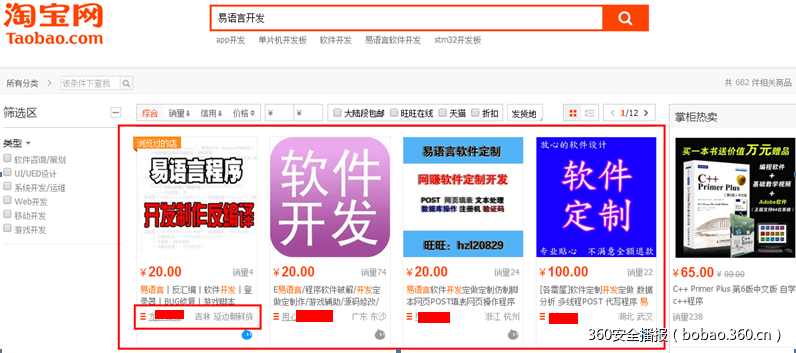 淘宝网
Taobao.com
易语言开发
app开发 单片机开发板 软件开发 易语言软件开发 stm32开发板
所有分类 > 该条件下查找
共 682 件相关商品
筛选区
综合 销量↓ 信用↓ 价格 ¥ ¥ 大陆段包邮 旺旺在线 天猫 折扣 发货地 < 1/12 >
掌柜热卖
类型
软件咨询/策划
UI/UED设计
系统开发/运维
Web开发
移动开发
游戏开发
浏览过的店
易语言程序
开发制作反编译
¥20.00 销量4
易语言 | 反汇编 | 软件开发 | 登
录器 | BUG修复 | 游戏脚本
吉林 延边朝鲜族
软件
开发
¥20.00 销量74
E易语言/程序软件破解/开发定
做定制作/游戏辅助/源码修改/
广东 东沙
易语言软件定制
网赚软件定制开发
POST 网页填表 文本处理
数据库操作 注册机 验证码
旺旺：hzl20829
¥20.00 销量24
易语言软件开发定做定制仿制脚
本网页POST填表网页操作程序
浙江 杭州
放心的软件设计
软件
定制
专业贴心 不满意全额退款
¥100.00 销量22
软件定制开发定做 数据
分析 多线程POST 代写程序 易
湖北 武汉
买一本书送价值万元赠品
编程软件
+
基础教学视频
+
Adobe软件
C++
Primer Plus
¥65.00 ¥99.00
C++ Primer Plus 第6版中文版 自学
c++程序
销量238
360安全播报（bobao.360.cn）